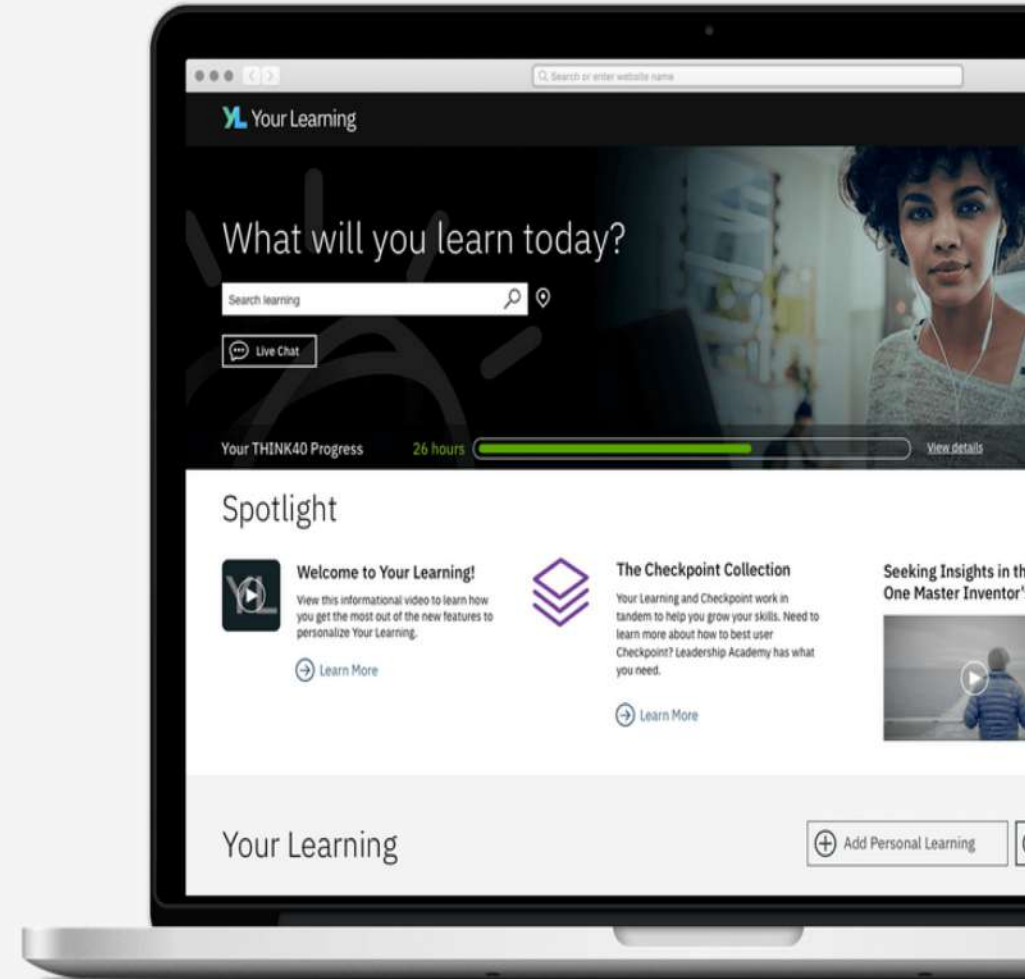 Search or enter website name
YL Your Learning
What will you learn today?
Search learning
Live Chat
Your THINK40 Progress 26 hours View details
Spotlight
Welcome to Your Learning!
View this informational video to learn how
you get the most out of the new features to
personalize Your Learning.
Learn More
The Checkpoint Collection
Your Learning and Checkpoint work in
tandem to help you grow your skills. Need to
learn more about how to best user
Checkpoint? Leadership Academy has what
you need.
Learn More
Seeking Insights in th
One Master Inventor'
YL
Your Learning
Add Personal Learning